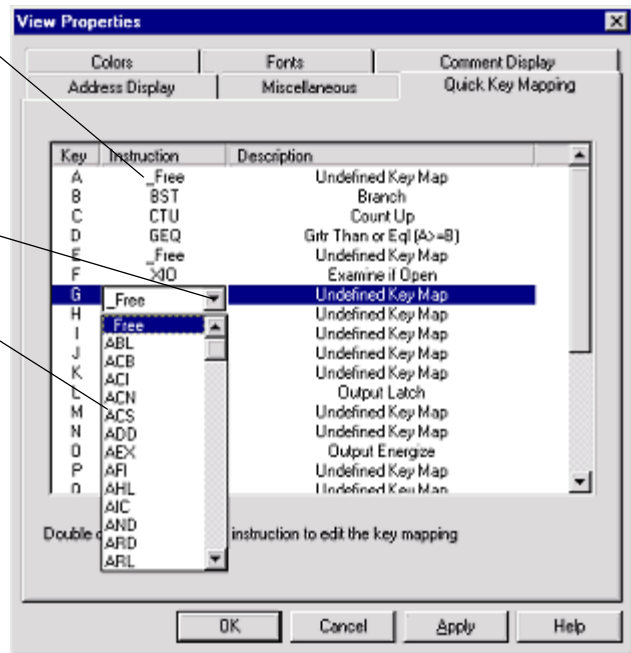 View Properties
Colors Fonts Comment Display
Address Display Miscellaneous Quick Key Mapping
Key Instruction Description
A _Free Undefined Key Map
B BST Branch
C CTU Count Up
D GEQ Grtr Than or Eql (A>=B)
E _Free Undefined Key Map
F XIO Examine if Open
G _Free Undefined Key Map
H _Free Undefined Key Map
I ABL Undefined Key Map
J ACB Undefined Key Map
K ACI Undefined Key Map
L ACN Output Latch
M ACS Undefined Key Map
N ADD Undefined Key Map
O AEX Output Energize
P AFI Undefined Key Map
Q AHL Undefined Key Map
AIC
AND
ARD
ARL
Double instruction to edit the key mapping
OK Cancel Apply Help